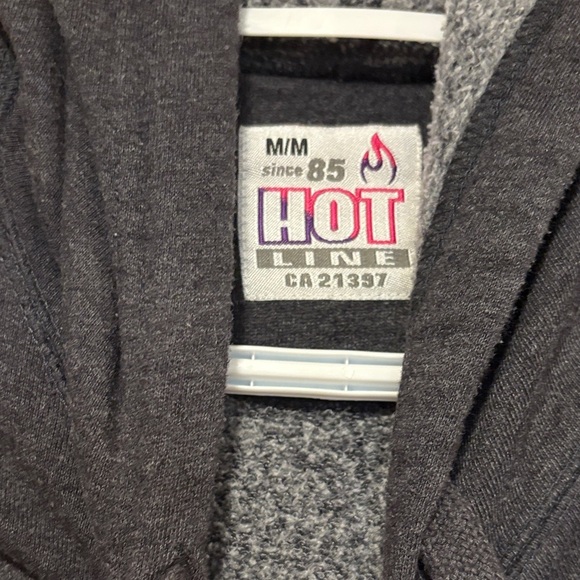 M/M
since 85
HOT
LINE
CA 21397